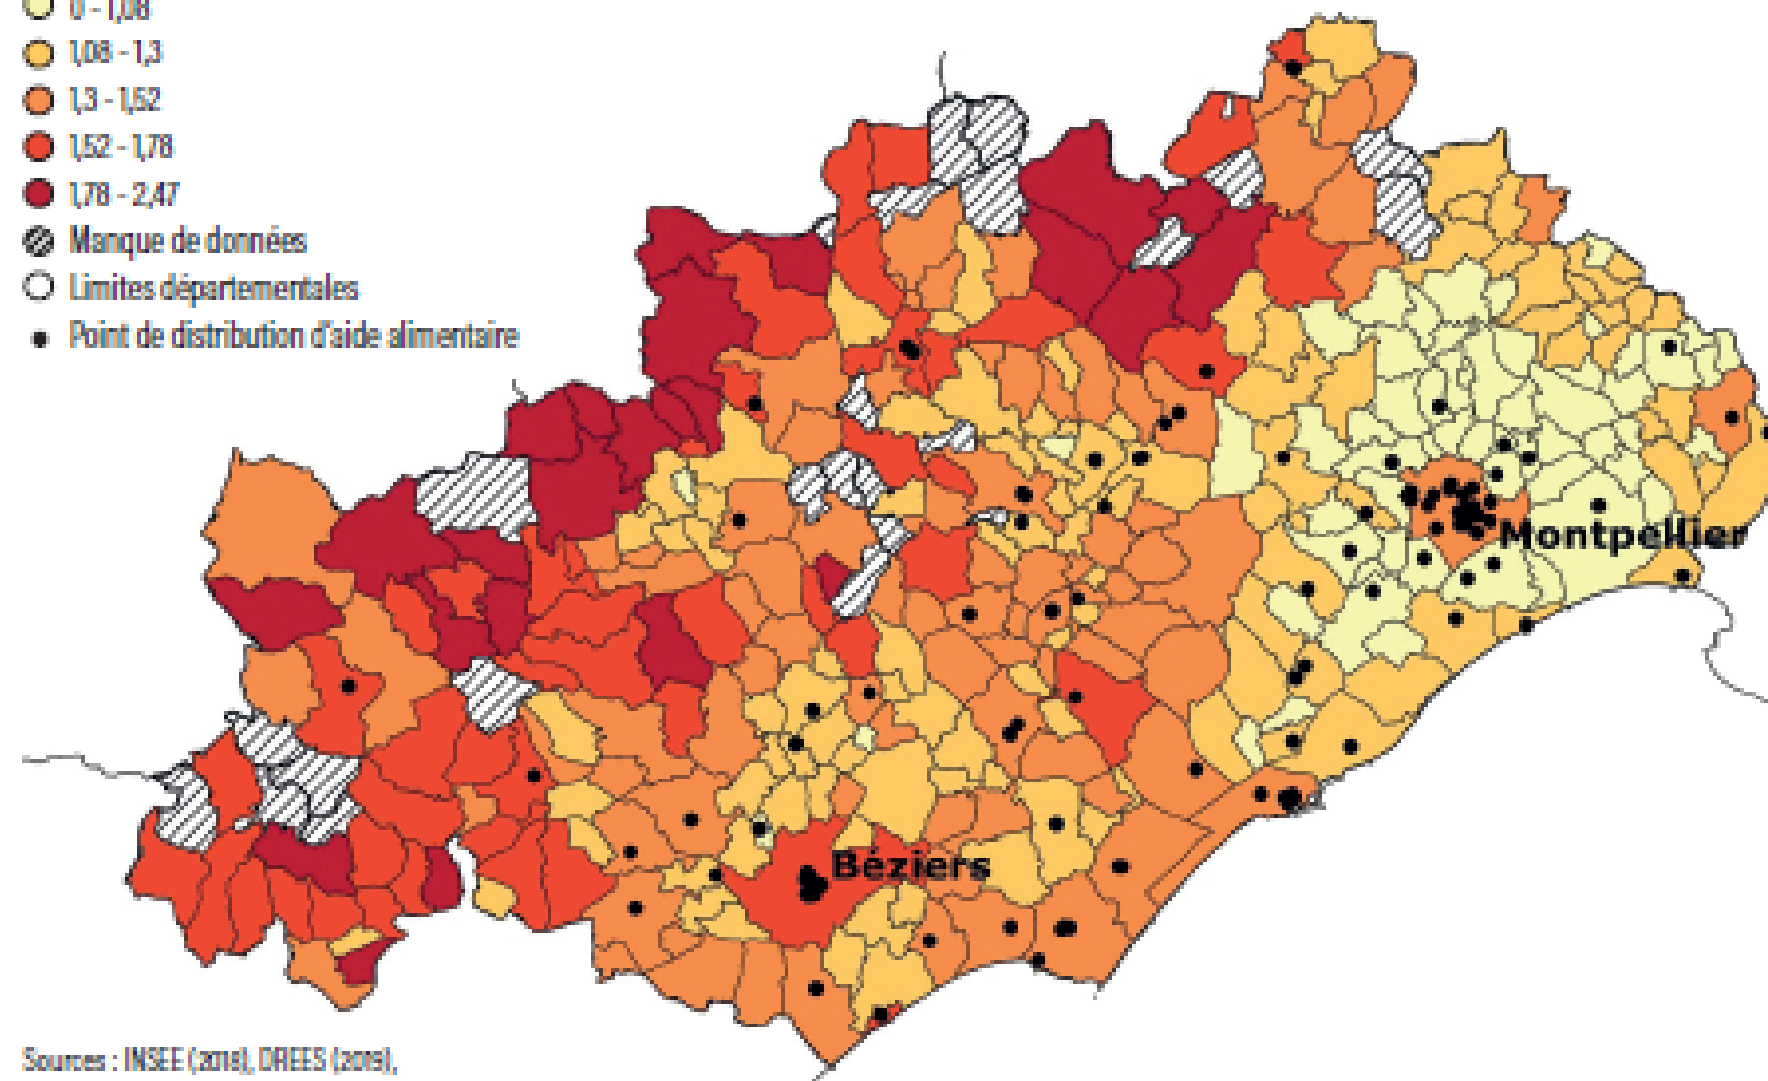 0 - 1,08
1,08 - 1,3
1,3 - 1,52
1,52 - 1,78
1,78 - 2,47
Manque de données
Limites départementales
Point de distribution d'aide alimentaire
Montpellier
Béziers
Sources : INSEE (2018), DREES (2019),